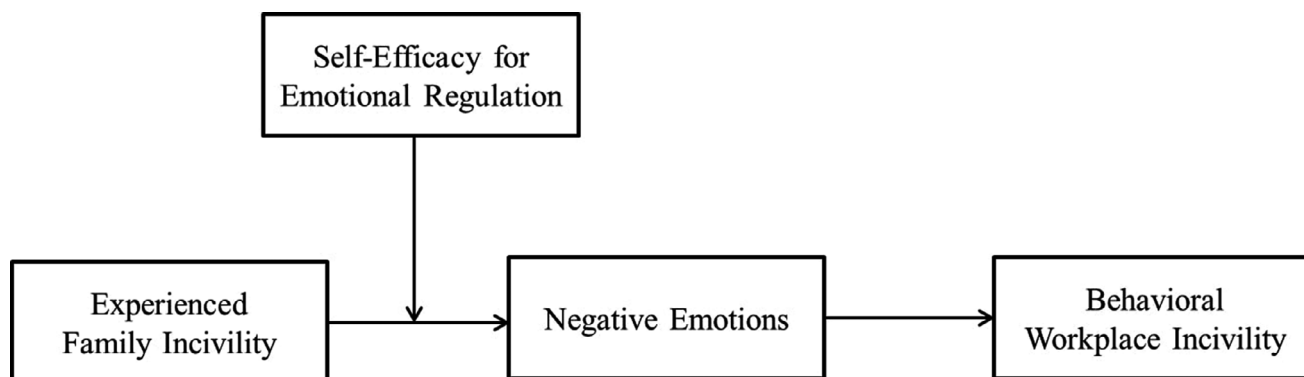 Self-Efficacy for
Emotional Regulation
Experienced
Family Incivility
Negative Emotions
Behavioral
Workplace Incivility